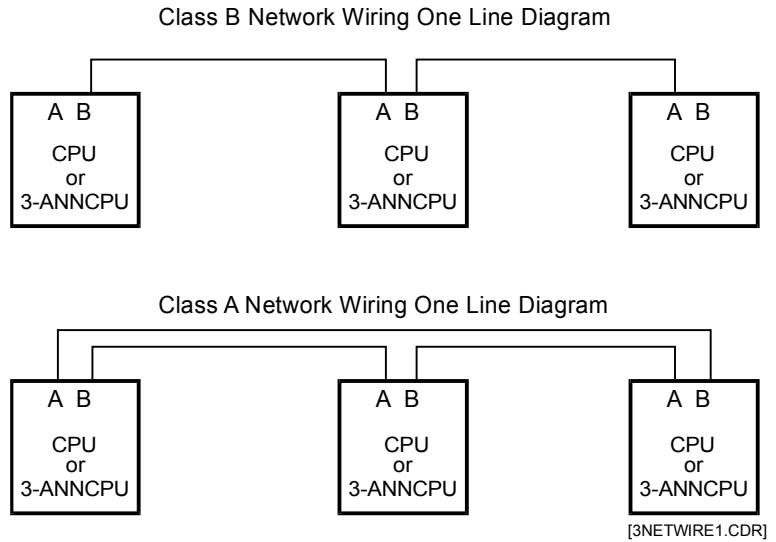 Class B Network Wiring One Line Diagram
A B A B A B
CPU CPU CPU
or or or
3-ANNCPU 3-ANNCPU 3-ANNCPU
Class A Network Wiring One Line Diagram
A B A B A B
CPU CPU CPU
or or or
3-ANNCPU 3-ANNCPU 3-ANNCPU
[3NETWIRE1.CDR]